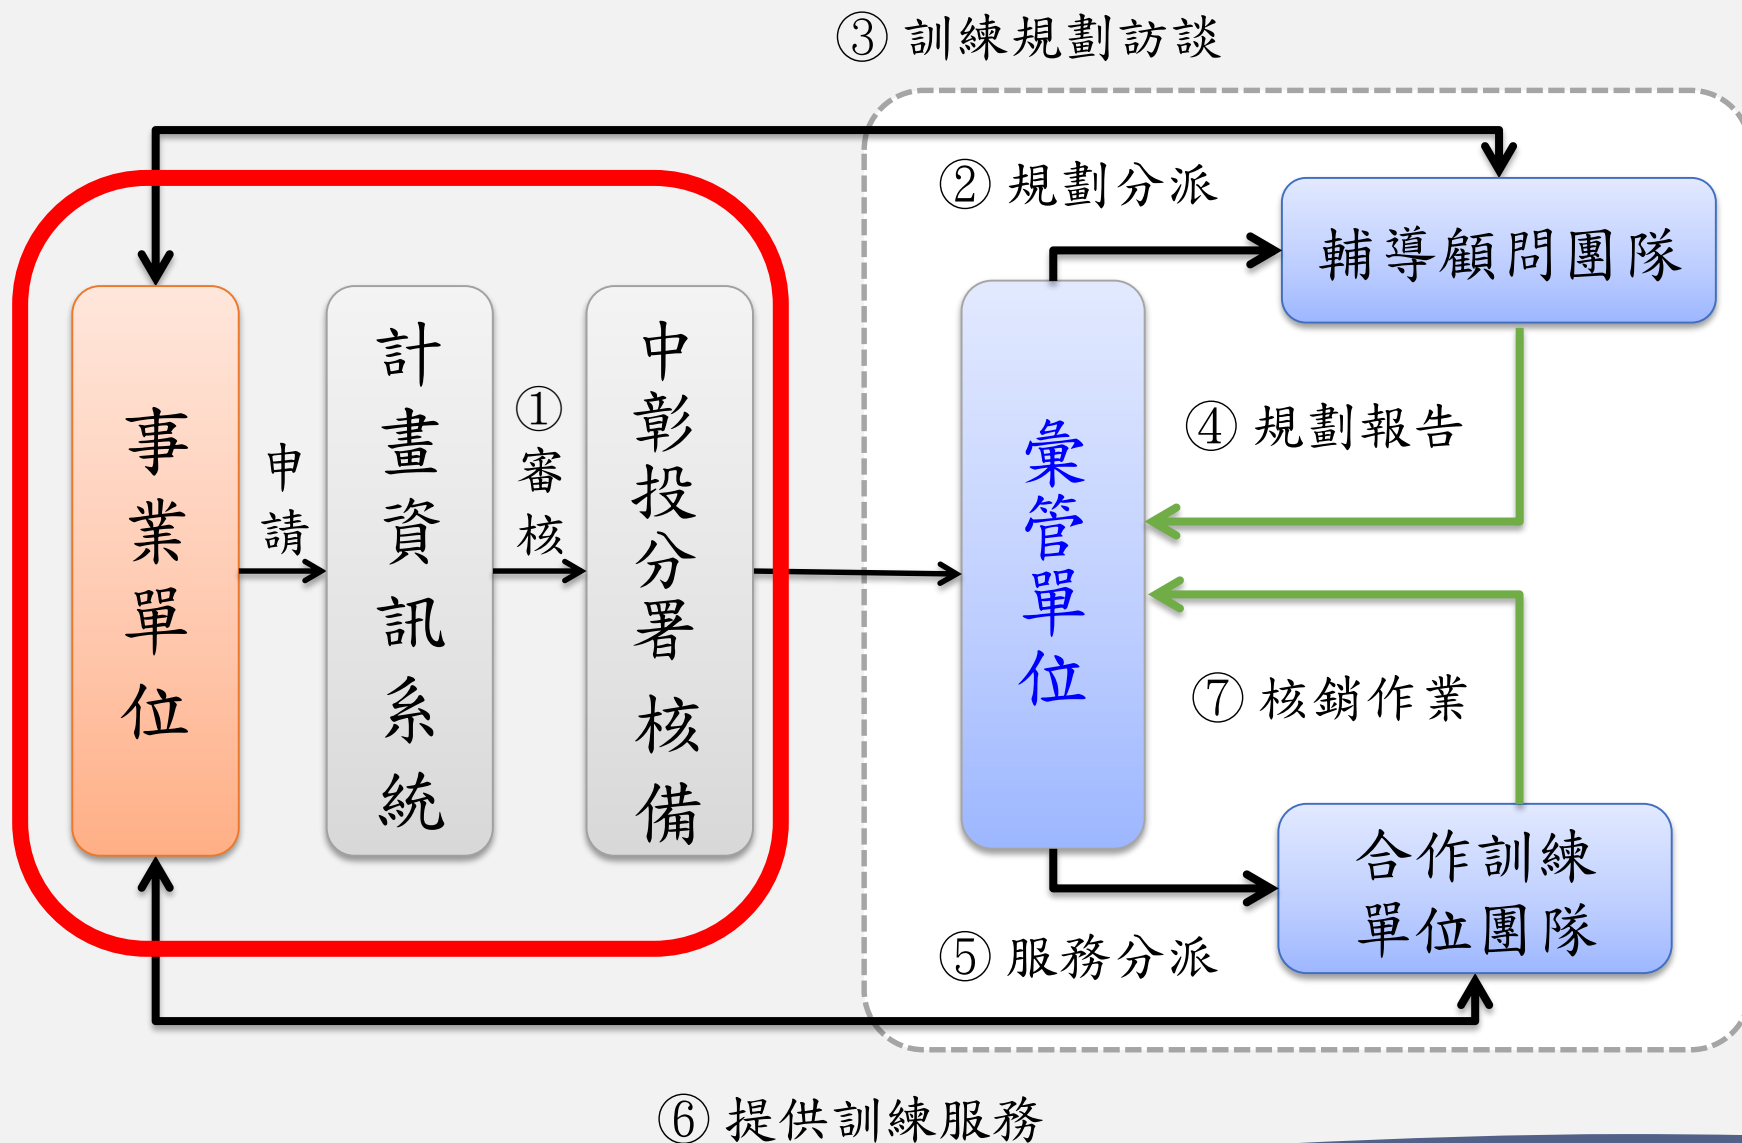 ③ 訓練規劃訪談
② 規劃分派
輔導顧問團隊
事業單位
申請
計畫資訊系統
①審核
中彰投分署核備
彙管單位
④ 規劃報告
⑦ 核銷作業
合作訓練
單位團隊
⑤ 服務分派
⑥ 提供訓練服務